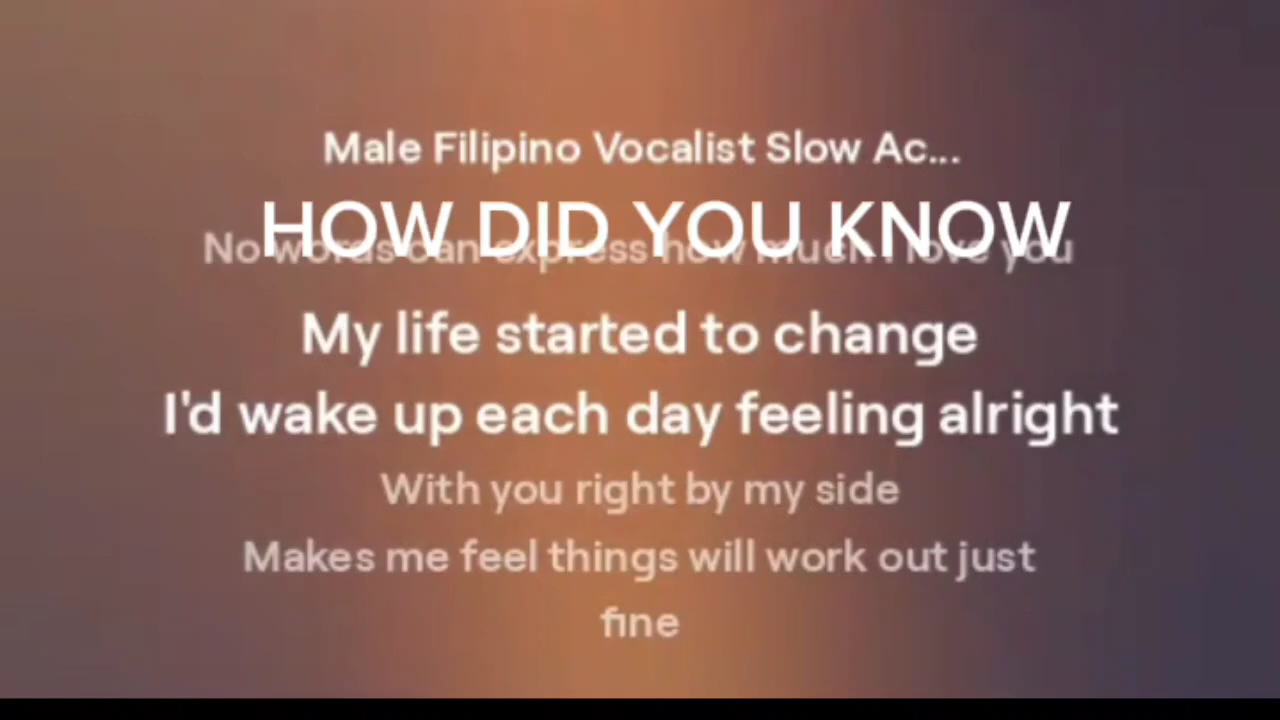 Male Filipino Vocalist Slow Ac...
HOW DID YOU KNOW
No words can express how much I love you
My life started to change
I'd wake up each day feeling alright
With you right by my side
Makes me feel things will work out just
fine